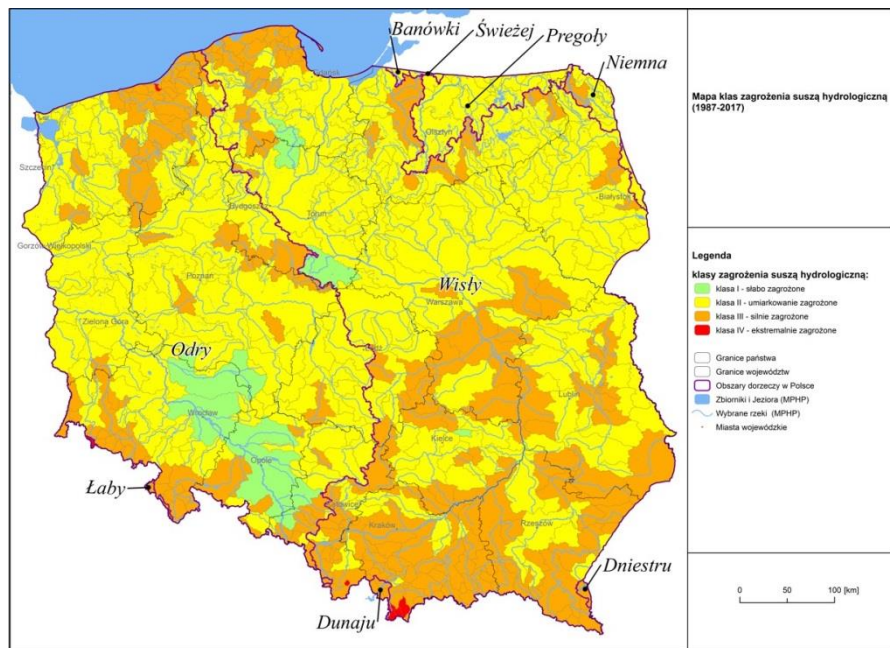 Banówki
Świeżej
Pregoły
Niemna
Olsztyn
Szczecin
Białystok
Bydgoszcz
Toruń
Gorzów Wielkopolski
Poznań
Wisły
Warszawa
Zielona Góra
Odry
Lublin
Wrocław
Kielce
Opole
Łaby
Katowice
Kraków
Rzeszów
Dniestru
Dunaju
Mapa klas zagrożenia suszą hydrologiczną
(1987-2017)
Legenda
klasy zagrożenia suszą hydrologiczną:
klasa I - słabo zagrożone
klasa II - umiarkowanie zagrożone
klasa III - silnie zagrożone
klasa IV - ekstremalnie zagrożone
Granice państwa
Granice województw
Obszary dorzeczy w Polsce
Zbiorniki i Jeziora (MPHP)
Wybrane rzeki (MPHP)
Miasta wojewódzkie
0 50 100 [km]